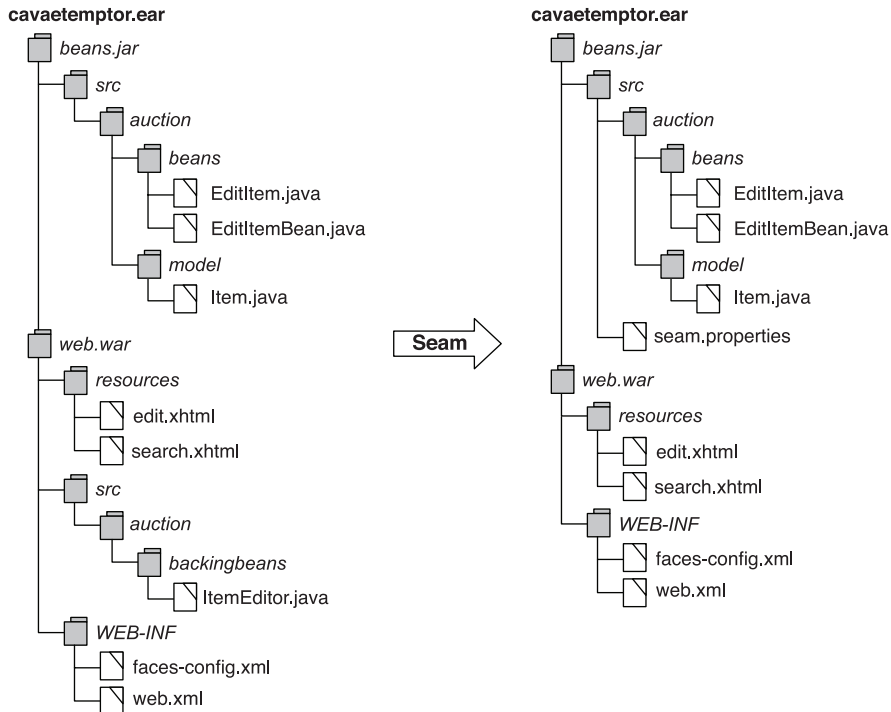 cavaetemptor.ear
beans.jar
src
auction
beans
EditItem.java
EditItemBean.java
model
Item.java
web.war
resources
edit.xhtml
search.xhtml
src
auction
backingbeans
ItemEditor.java
WEB-INF
faces-config.xml
web.xml
Seam
cavaetemptor.ear
beans.jar
src
auction
beans
EditItem.java
EditItemBean.java
model
Item.java
seam.properties
web.war
resources
edit.xhtml
search.xhtml
WEB-INF
faces-config.xml
web.xml